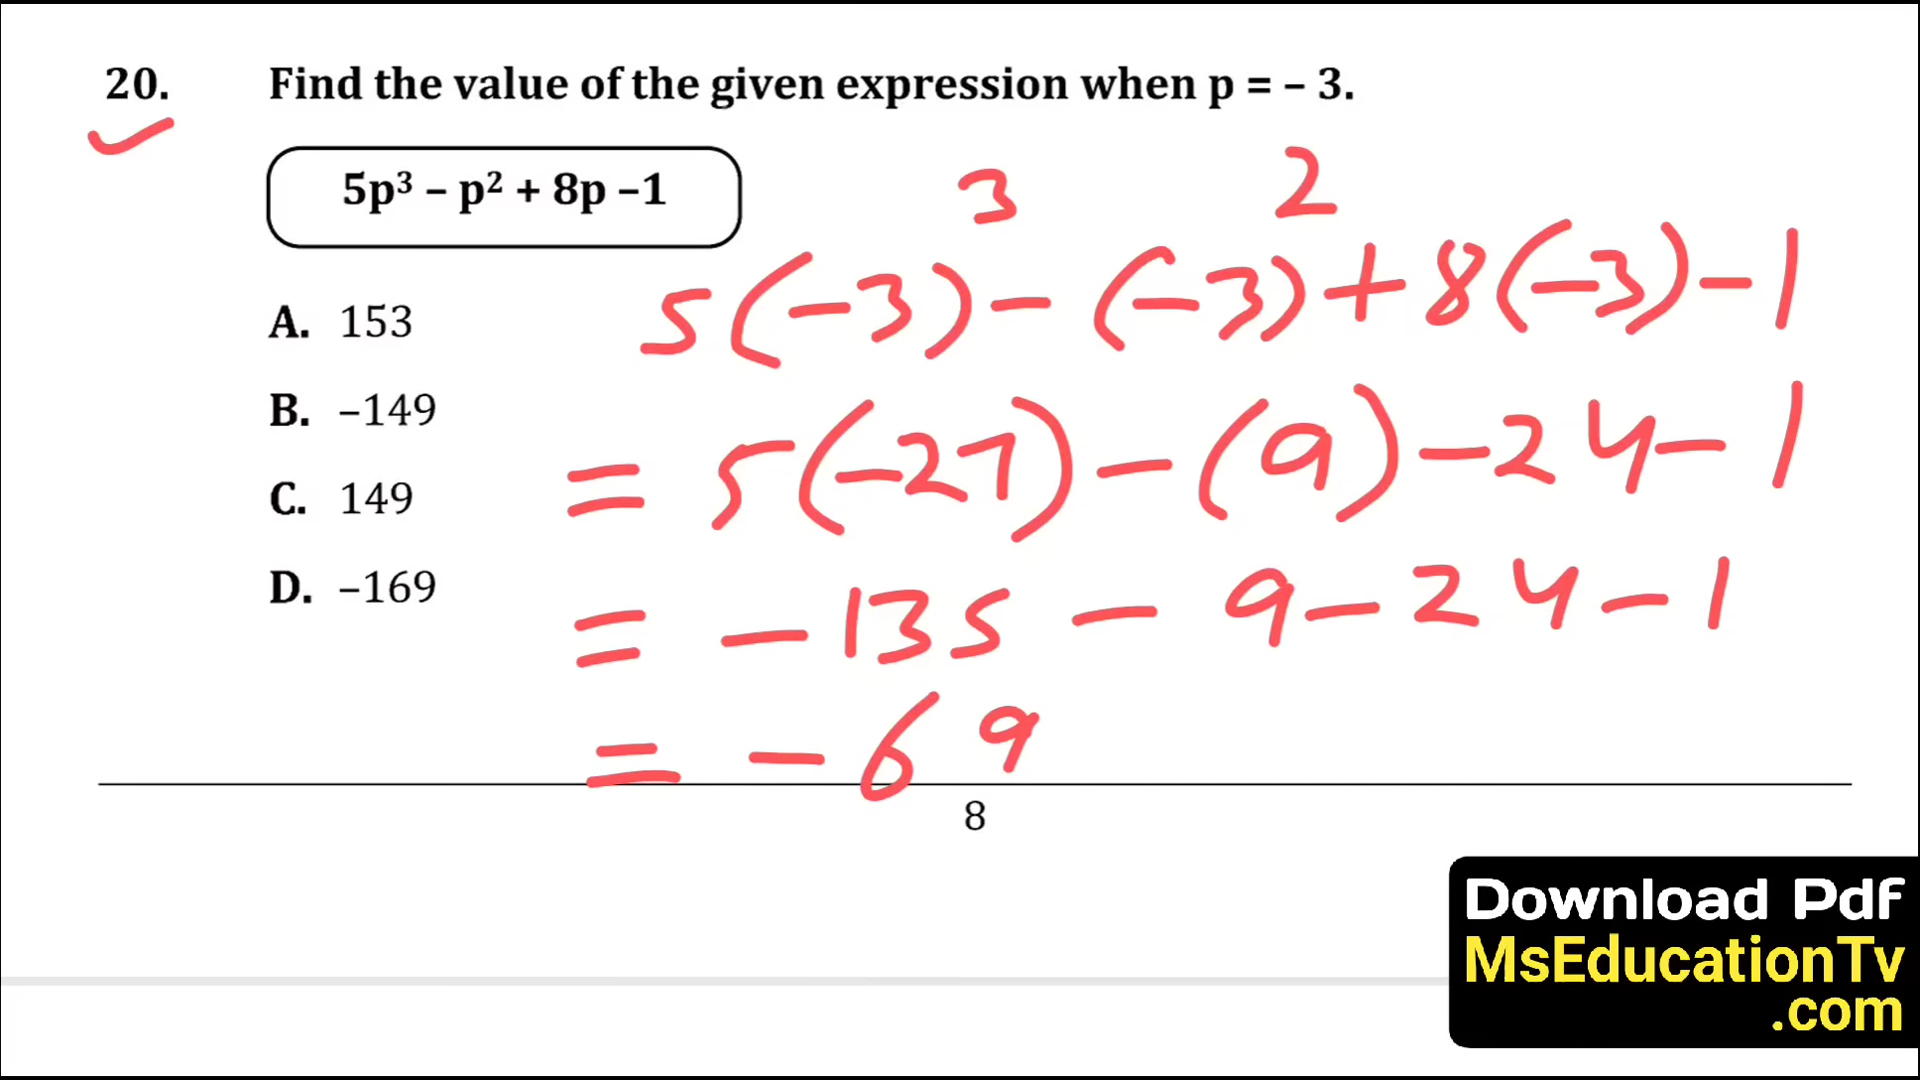 20. Find the value of the given expression when p = – 3.
5p³ – p² + 8p –1
5(-3)³ - (-3)² + 8(-3) - 1
A. 153
B. –149
= 5(-27) - (9) - 24 - 1
C. 149
D. –169
= - 135 - 9 - 24 - 1
= - 69
8
Download Pdf
MsEducationTv
.com